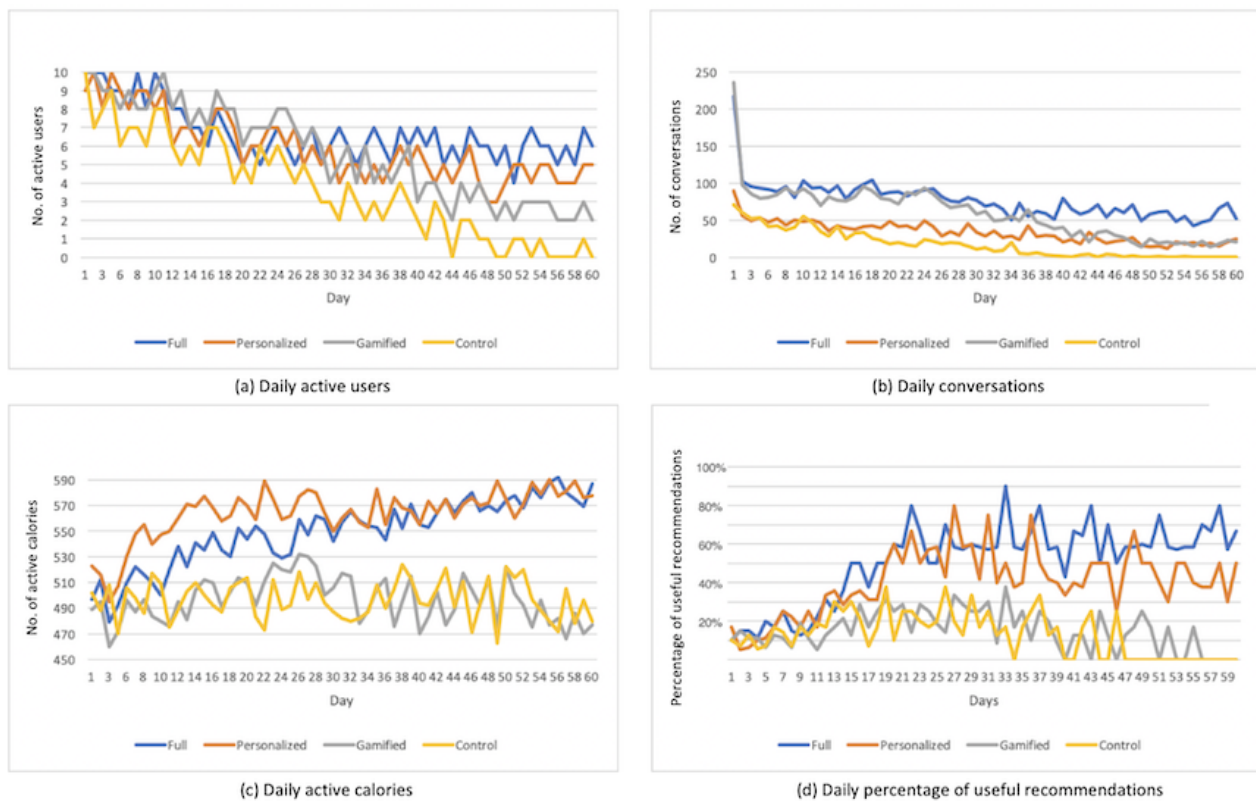 No. of active users
10
9
8
7
6
5
4
3
2
1
0
1 3 4 6 8 10 12 14 16 18 20 22 24 26 28 30 32 34 36 38 40 42 44 46 48 50 52 54 56 58 60
Day
Full Personalized Gamified Control
(a) Daily active users
No. of conversations
250
200
150
100
50
0
1 3 4 6 8 10 12 14 16 18 20 22 24 26 28 30 32 34 36 38 40 42 44 46 48 50 52 54 56 58 60
Day
Full Personalized Gamified Control
(b) Daily conversations
No. of active calories
590
570
550
530
510
490
470
450
1 3 4 6 8 10 12 14 16 18 20 22 24 26 28 30 32 34 36 38 40 42 44 46 48 50 52 54 56 58 60
Day
Full Personalized Gamified Control
(c) Daily active calories
Percentage of useful recommendations
100%
80%
60%
40%
20%
1 3 5 7 9 11 13 15 17 19 21 23 25 27 29 31 33 35 37 39 41 43 45 47 49 51 53 55 57 59
Days
Full Personalized Gamified Control
(d) Daily percentage of useful recommendations